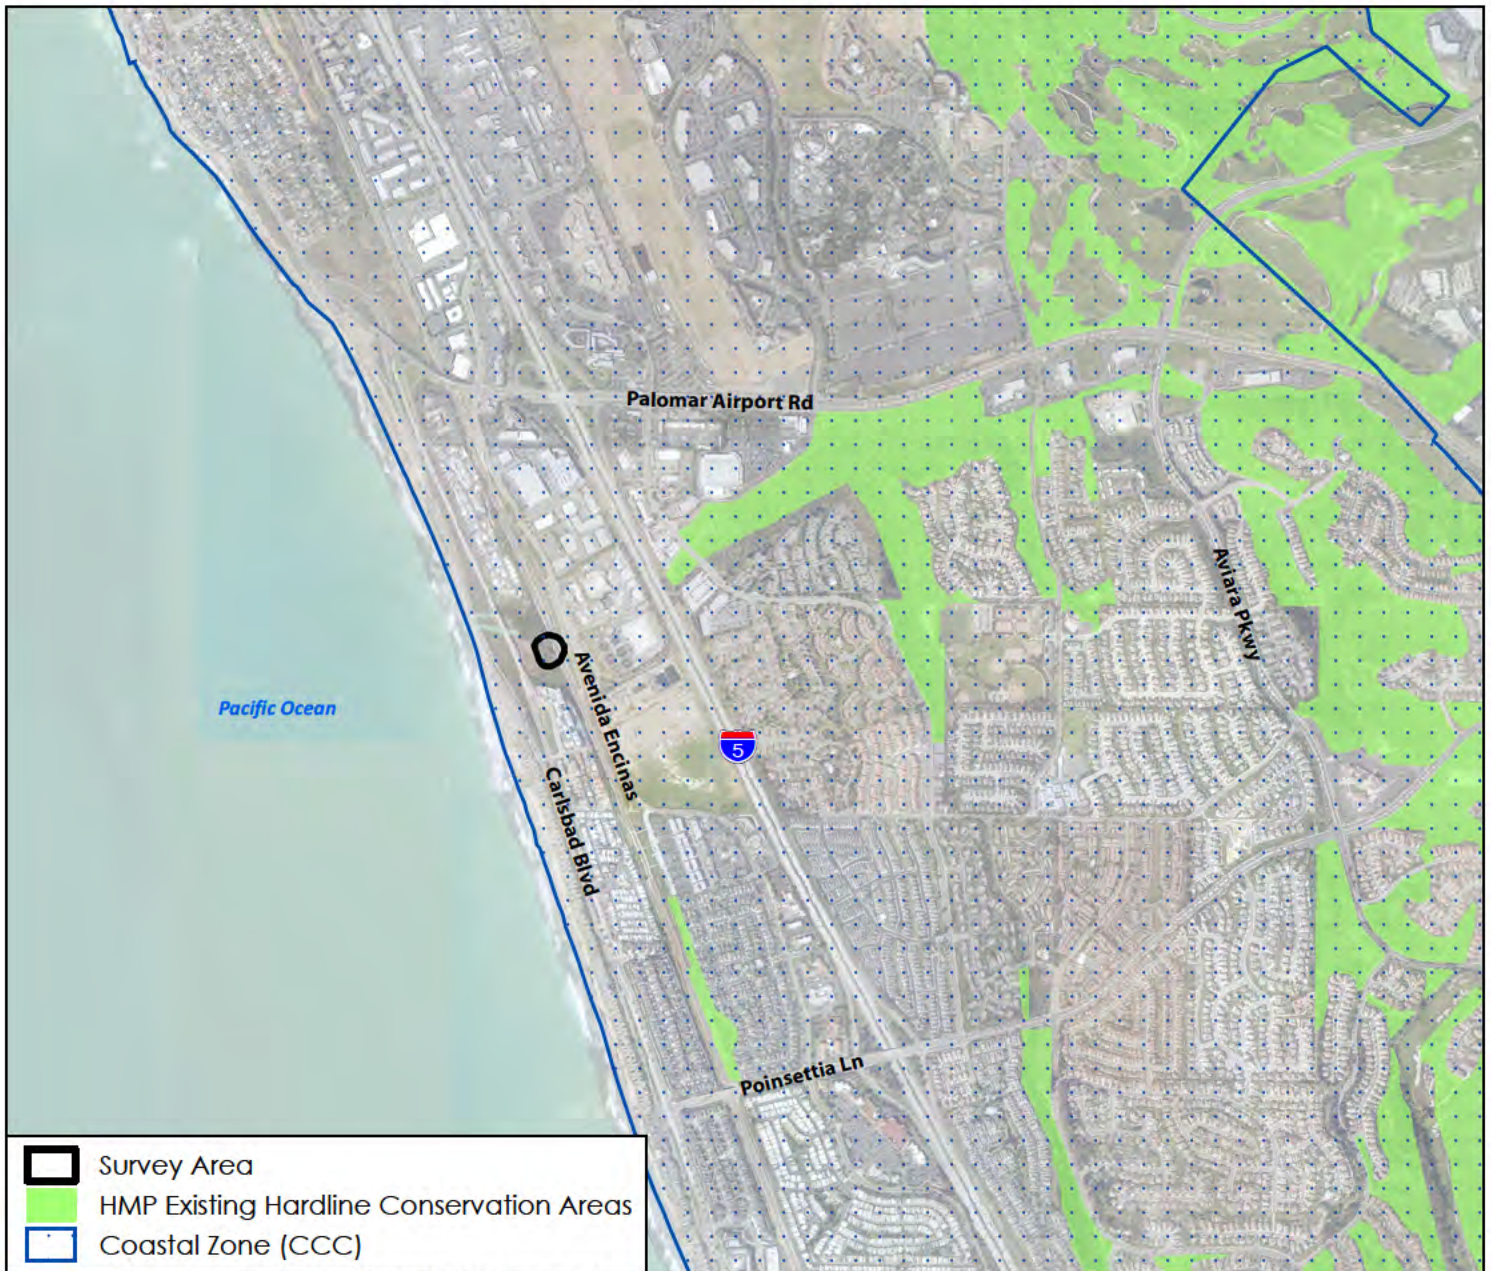 Palomar Airport Rd
Aviara Pkwy
Avenida Encinas
Pacific Ocean
5
Carlsbad Blvd
Poinsettia Ln
Survey Area
HMP Existing Hardline Conservation Areas
Coastal Zone (CCC)